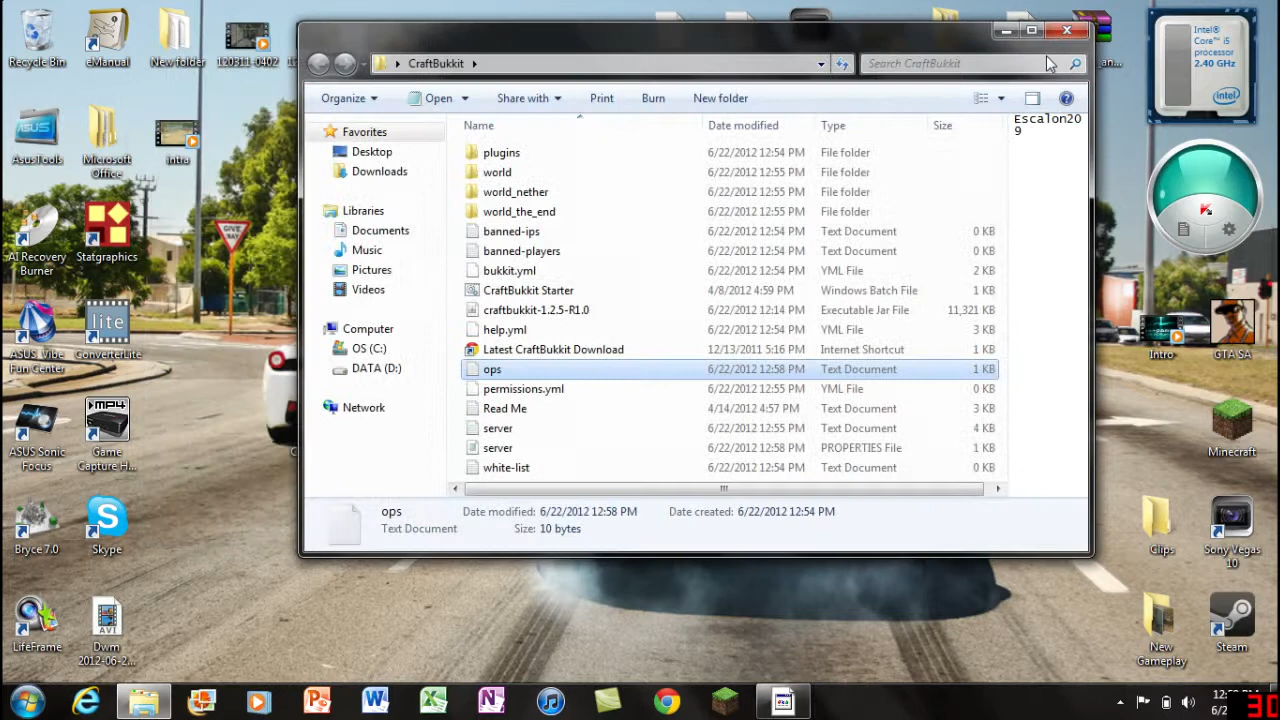 Recycle Bin
eManual
New folder
120311-0402
AsusTools
Microsoft
Office
intra
AI Recovery
Burner
Statgraphics
GIVE
WAY
lite
ASUS Vibe
Fun Center
ConverterLite
MP4
ASUS Sonic
Focus
Game
Capture H...
Bryce 7.0
Skype
LifeFrame
AVI
Dwm
2012-06-2...
CraftBukkit
Search CraftBukkit
Organize
Open
Share with
Print
Burn
New folder
Favorites
Desktop
Downloads
Libraries
Documents
Music
Pictures
Videos
Computer
OS (C:)
DATA (D:)
Network
Name Date modified Type Size
plugins 6/22/2012 12:54 PM File folder
world 6/22/2012 12:55 PM File folder
world_nether 6/22/2012 12:55 PM File folder
world_the_end 6/22/2012 12:55 PM File folder
banned-ips 6/22/2012 12:54 PM Text Document 0 KB
banned-players 6/22/2012 12:54 PM Text Document 0 KB
bukkit.yml 6/22/2012 12:54 PM YML File 2 KB
CraftBukkit Starter 4/8/2012 4:59 PM Windows Batch File 1 KB
craftbukkit-1.2.5-R1.0 6/22/2012 12:14 PM Executable Jar File 11,321 KB
help.yml 6/22/2012 12:54 PM YML File 3 KB
Latest CraftBukkit Download 12/13/2011 5:16 PM Internet Shortcut 1 KB
ops 6/22/2012 12:58 PM Text Document 1 KB
permissions.yml 6/22/2012 12:55 PM YML File 0 KB
Read Me 4/14/2012 4:57 PM Text Document 3 KB
server 6/22/2012 12:55 PM Text Document 4 KB
server 6/22/2012 12:58 PM PROPERTIES File 1 KB
white-list 6/22/2012 12:54 PM Text Document 0 KB
Escalon20
9
ops Date modified: 6/22/2012 12:58 PM Date created: 6/22/2012 12:54 PM
Text Document Size: 10 bytes
Intel®
Core™ i5
processor
2.40 GHz
intel
Intro
GTA SA
Minecraft
Clips
Sony Vegas
10
New
Gameplay
Steam
30